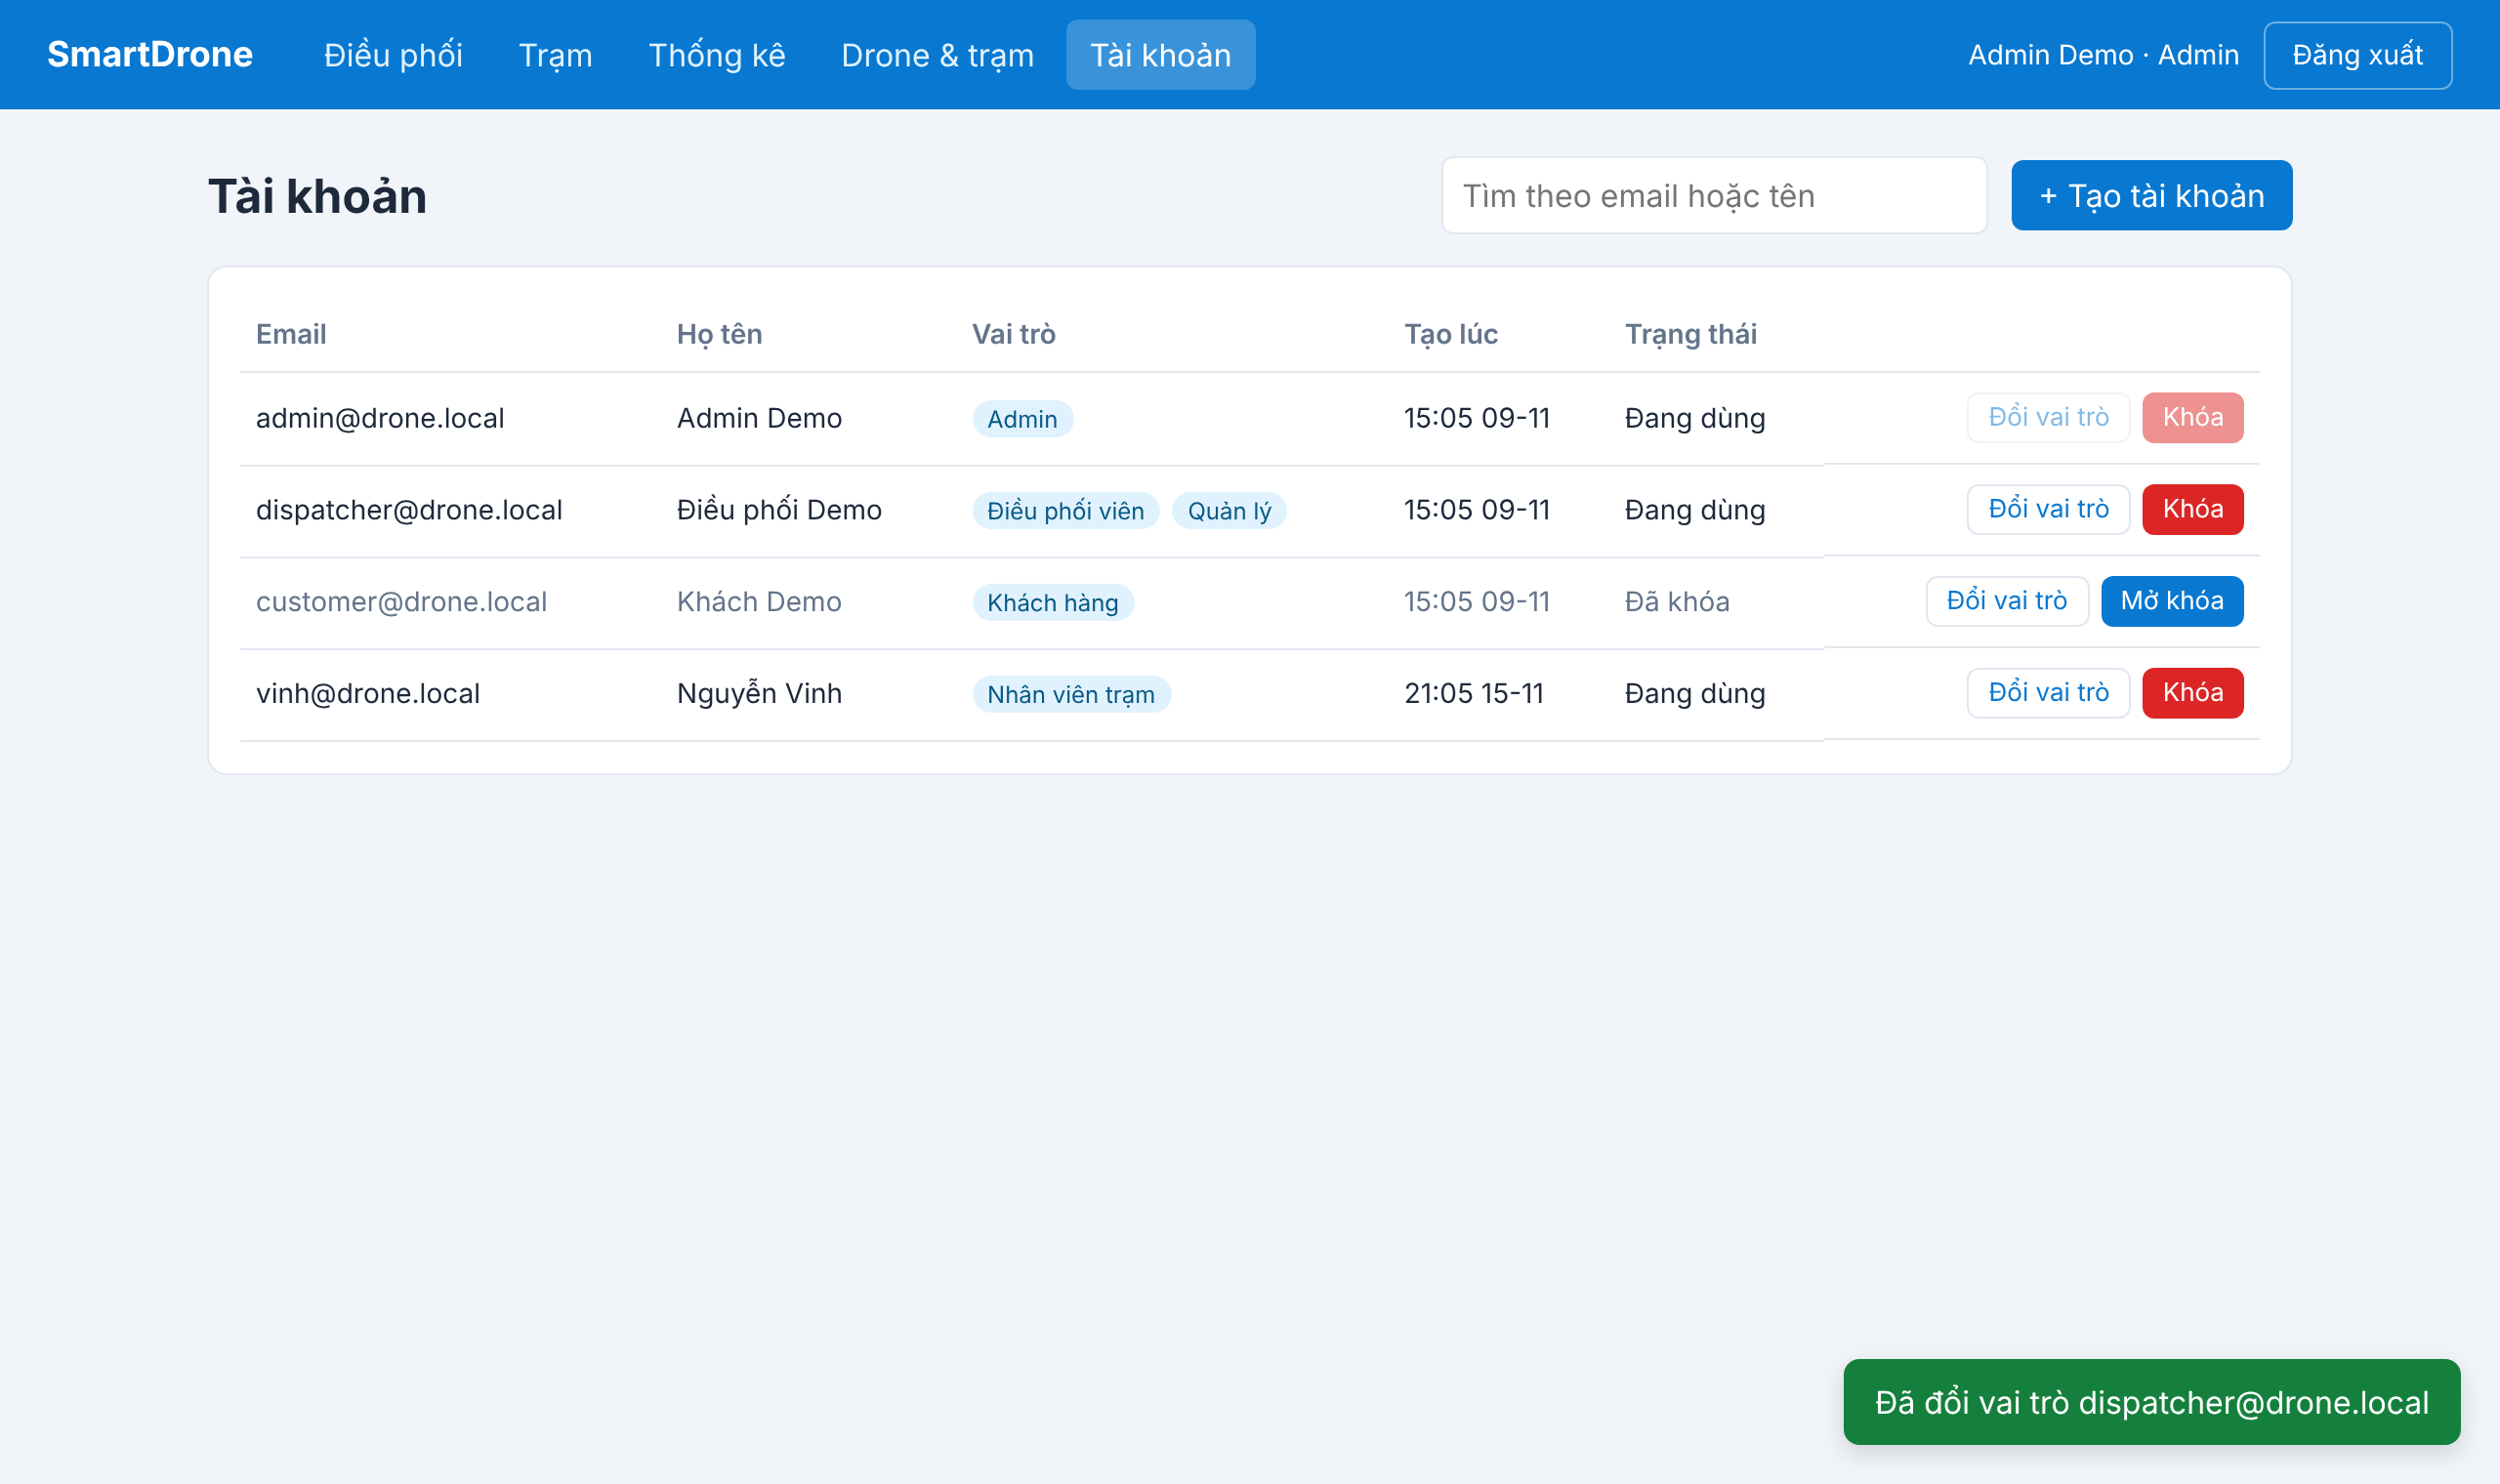 SmartDrone Điều phối Trạm Thống kê Drone & trạm Tài khoản Admin Demo · Admin Đăng xuất
Tài khoản Tìm theo email hoặc tên + Tạo tài khoản
Email Họ tên Vai trò Tạo lúc Trạng thái
admin@drone.local Admin Demo Admin 15:05 09-11 Đang dùng Đổi vai trò Khóa
dispatcher@drone.local Điều phối Demo Điều phối viên Quản lý 15:05 09-11 Đang dùng Đổi vai trò Khóa
customer@drone.local Khách Demo Khách hàng 15:05 09-11 Đã khóa Đổi vai trò Mở khóa
vinh@drone.local Nguyễn Vinh Nhân viên trạm 21:05 15-11 Đang dùng Đổi vai trò Khóa
Đã đổi vai trò dispatcher@drone.local